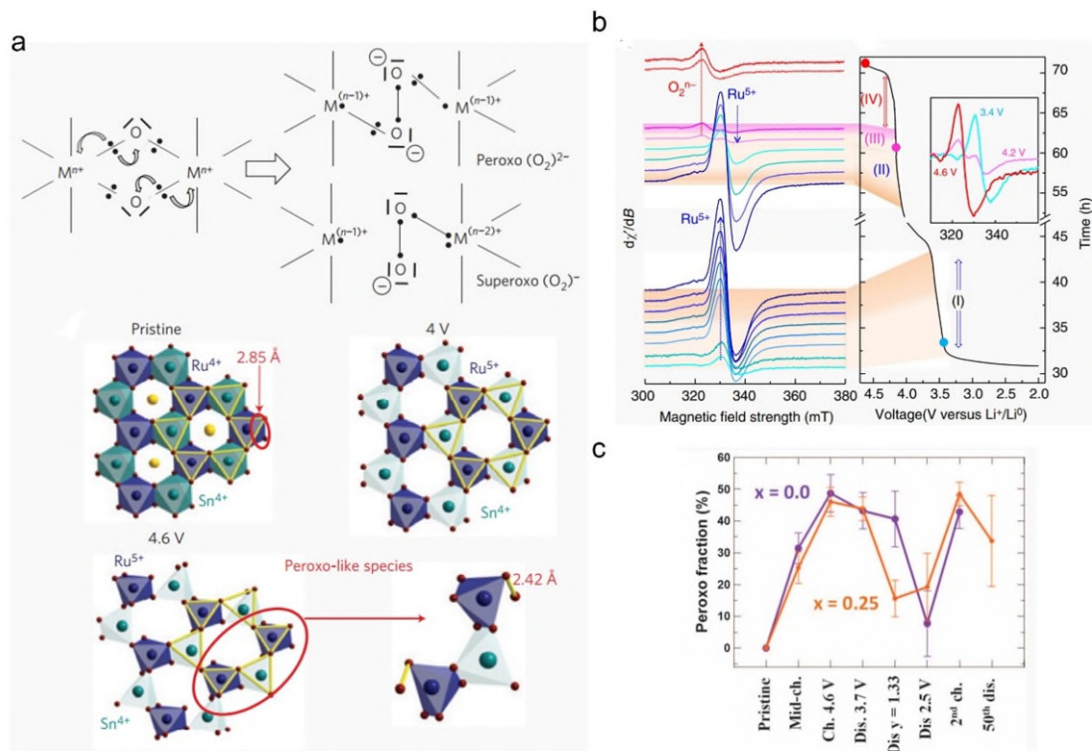 a
O
O
Mⁿ⁺
Mⁿ⁺
O
O
M⁽ⁿ⁻¹⁾⁺
M⁽ⁿ⁻¹⁾⁺
Peroxo (O₂)²⁻
O
O
M⁽ⁿ⁻¹⁾⁺
M⁽ⁿ⁻²⁾⁺
Superoxo (O₂)⁻
Pristine
2.85 Å
Ru⁴⁺
Sn⁴⁺
4 V
Ru⁵⁺
Sn⁴⁺
4.6 V
Ru⁵⁺
Peroxo-like species
2.42 Å
Sn⁴⁺
b
O₂ⁿ⁻
Ru⁵⁺
Ru⁵⁺
dχ'/dB
300 320 340 360 380
Magnetic field strength (mT)
(IV)
(III)
(II)
(I)
3.4 V
4.2 V
4.6 V
320 340
70
65
60
55
45
40
35
30
Time (h)
4.5 4.0 3.5 3.0 2.5 2.0
Voltage(V versus Li⁺/Li⁰)
c
60
50
40
30
20
10
0
Peroxo fraction (%)
x = 0.0
x = 0.25
Pristine
Mid-ch.
Ch. 4.6 V
Dis. 3.7 V
Dis y = 1.33
Dis 2.5 V
2ⁿᵈ ch.
50ᵗʰ dis.